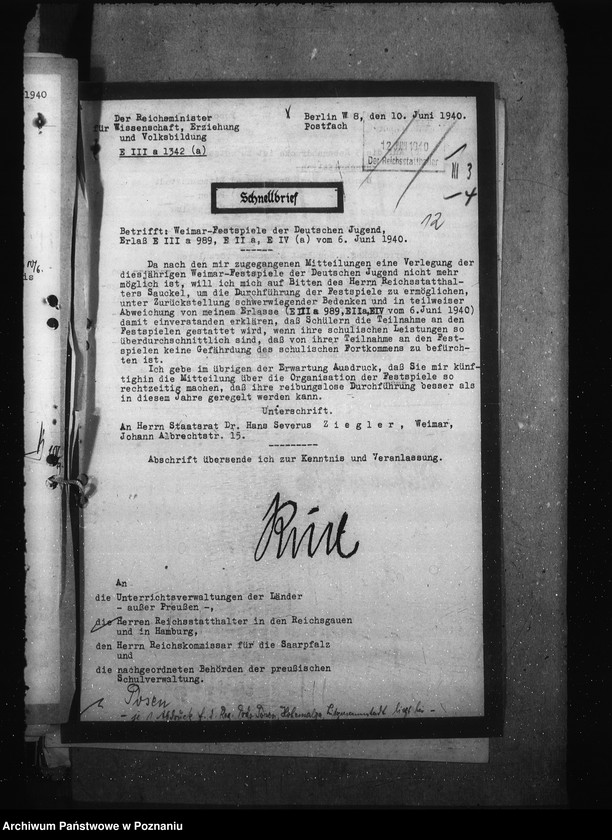 1940
Der Reichsminister
für Wissenschaft, Erziehung
und Volksbildung
E III a 1342 (a)
Berlin W 8, den 10. Juni 1940.
Postfach
12 JUNI 1940
Der Reichsstatthalter
III 3
4
12
Schnellbrief
Betrifft: Weimar-Festspiele der Deutschen Jugend,
Erlaß E III a 989, E II a, E IV (a) vom 6. Juni 1940.
Da nach den mir zugegangenen Mitteilungen eine Verlegung der
diesjährigen Weimar-Festspiele der Deutschen Jugend nicht mehr
möglich ist, will ich mich auf Bitten des Herrn Reichsstatthal-
ters Sauckel, um die Durchführung der Festspiele zu ermöglichen,
unter Zurückstellung schwerwiegender Bedenken und in teilweiser
Abweichung von meinem Erlasse (E III a 989, EIIa, EIV vom 6. Juni 1940)
damit einverstanden erklären, daß Schülern die Teilnahme an den
Festspielen gestattet wird, wenn ihre schulischen Leistungen so
überdurchschnittlich sind, daß von ihrer Teilnahme an den Fest-
spielen keine Gefährdung des schulischen Fortkommens zu befürch-
ten ist.
Ich gebe im übrigen der Erwartung Ausdruck, daß Sie mir künf-
tighin die Mitteilung über die Organisation der Festspiele so
rechtzeitig machen, daß ihre reibungslose Durchführung besser als
in diesem Jahre geregelt werden kann.
Unterschrift.
An Herrn Staatsrat Dr. Hans Severus Z i e g l e r , Weimar,
Johann Albrechtstr. 15.
Abschrift übersende ich zur Kenntnis und Veranlassung.
An
die Unterrichtsverwaltungen der Länder
- außer Preußen -,
die Herren Reichsstatthalter in den Reichsgauen
und in Hamburg,
den Herrn Reichskommissar für die Saarpfalz
und
die nachgeordneten Behörden der preußischen
Schulverwaltung.
Posen
Archiwum Państwowe w Poznaniu